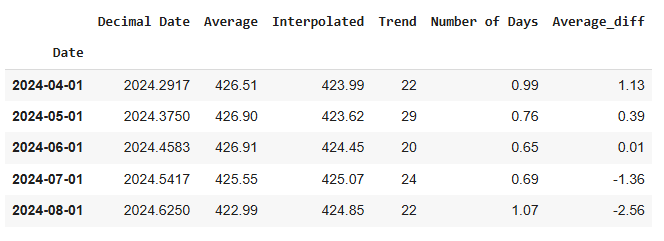 Decimal Date Average Interpolated Trend Number of Days Average_diff
Date
2024-04-01 2024.2917 426.51 423.99 22 0.99 1.13
2024-05-01 2024.3750 426.90 423.62 29 0.76 0.39
2024-06-01 2024.4583 426.91 424.45 20 0.65 0.01
2024-07-01 2024.5417 425.55 425.07 24 0.69 -1.36
2024-08-01 2024.6250 422.99 424.85 22 1.07 -2.56